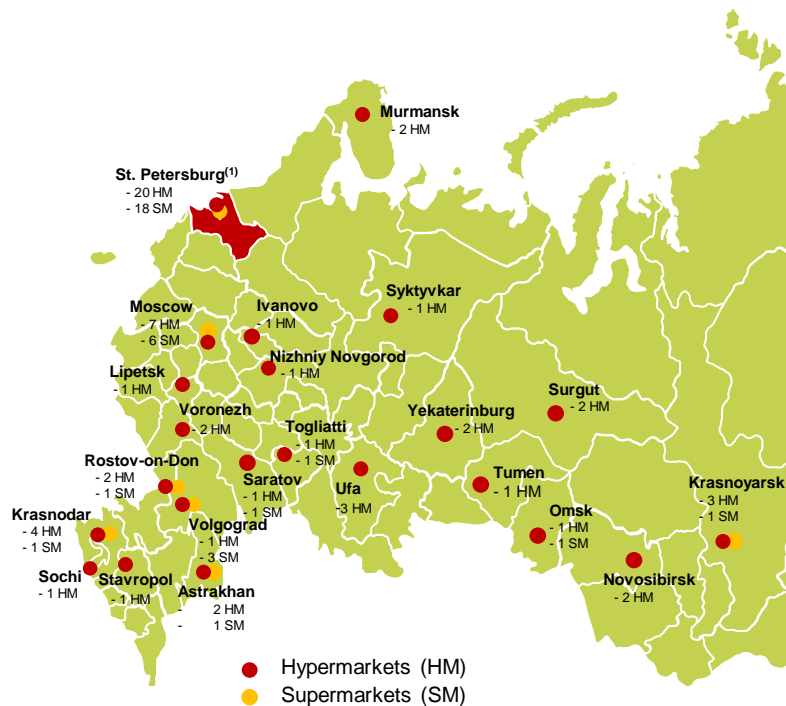 Murmansk
- 2 HM
St. Petersburg(1)
- 20 HM
- 18 SM
Moscow
- 7 HM
- 6 SM
Ivanovo
- 1 HM
Syktyvkar
- 1 HM
Nizhniy Novgorod
- 1 HM
Lipetsk
- 1 HM
Voronezh
- 2 HM
Togliatti
- 1 HM
- 1 SM
Yekaterinburg
- 2 HM
Surgut
- 2 HM
Rostov-on-Don
- 2 HM
- 1 SM
Saratov
- 1 HM
- 1 SM
Ufa
-3 HM
Tumen
- 1 HM
Krasnoyarsk
- 3 HM
- 1 SM
Krasnodar
- 4 HM
- 1 SM
Volgograd
- 1 HM
- 3 SM
Omsk
- 1 HM
- 1 SM
Sochi
- 1 HM
Stavropol
- 1 HM
Astrakhan
- 2 HM
- 1 SM
Novosibirsk
- 2 HM
Hypermarkets (HM)
Supermarkets (SM)